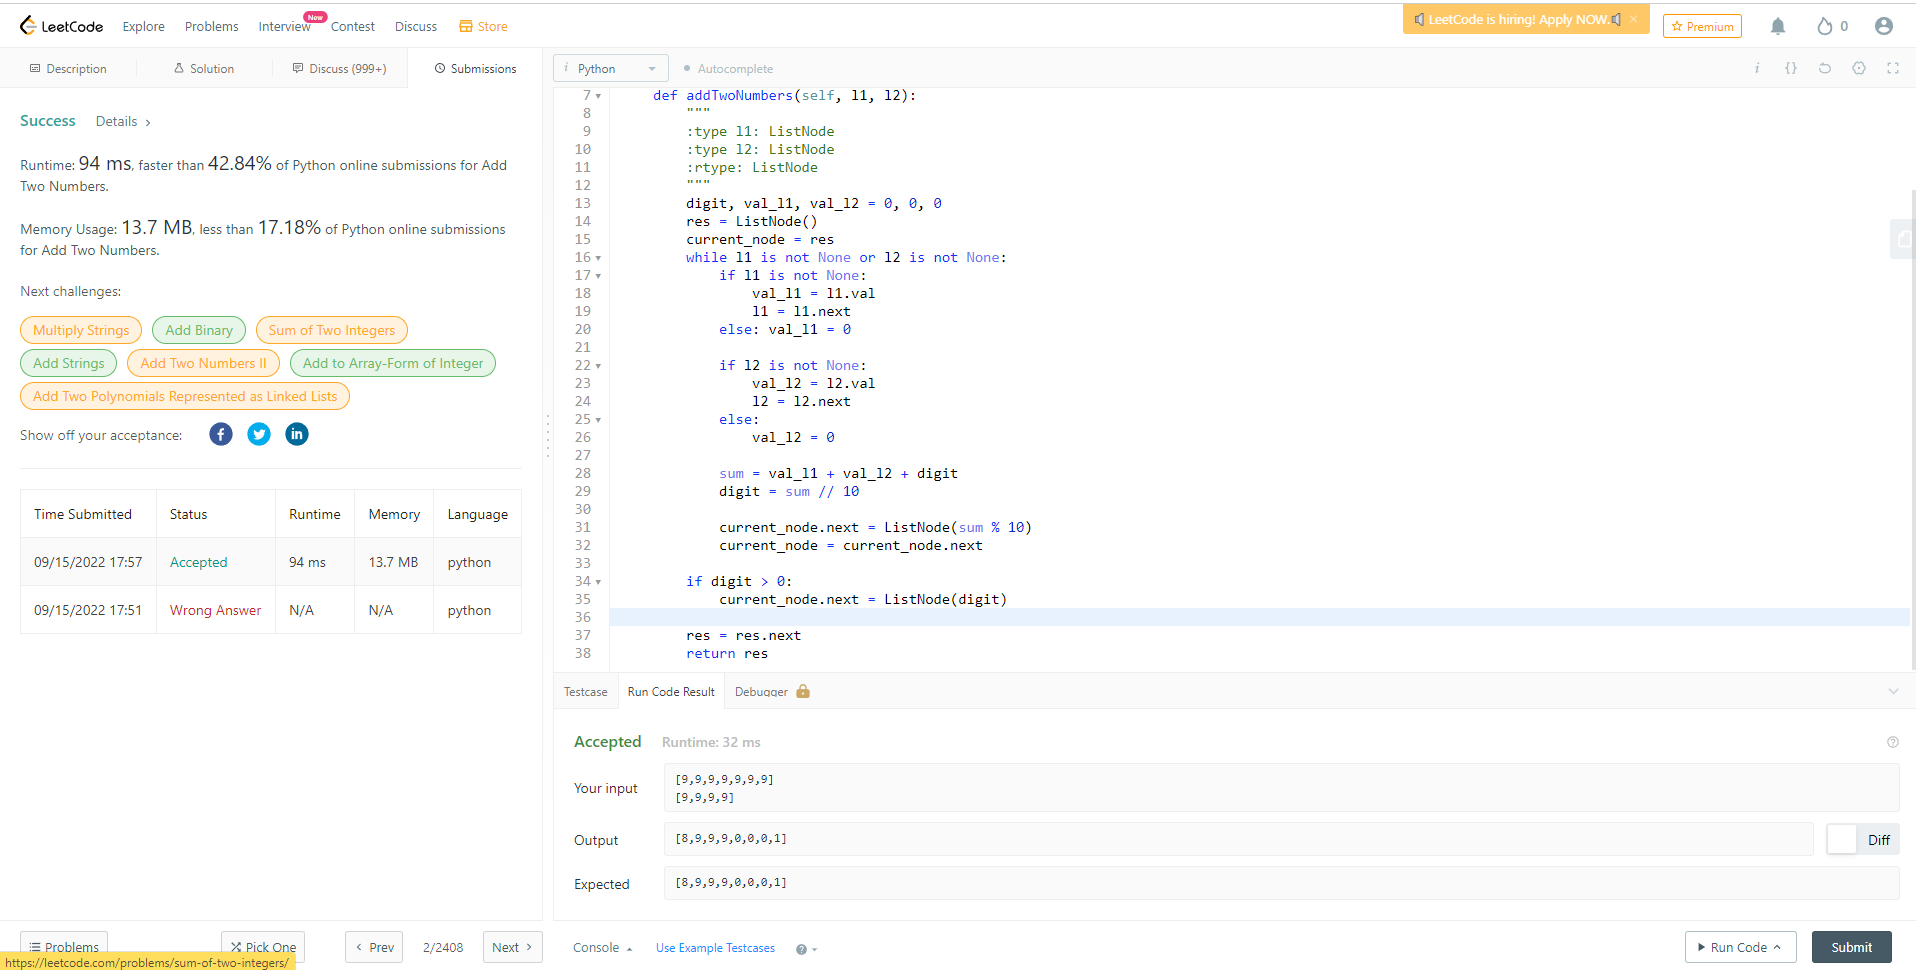 LeetCode Explore Problems Interview New Contest Discuss Store LeetCode is hiring! Apply NOW. × Premium 0
Description Solution Discuss (999+) Submissions
i Python Autocomplete i {}
Success Details >
Runtime: 94 ms, faster than 42.84% of Python online submissions for Add
Two Numbers.
Memory Usage: 13.7 MB, less than 17.18% of Python online submissions
for Add Two Numbers.
Next challenges:
Multiply Strings Add Binary Sum of Two Integers
Add Strings Add Two Numbers II Add to Array-Form of Integer
Add Two Polynomials Represented as Linked Lists
Show off your acceptance: f in
Time Submitted Status Runtime Memory Language
09/15/2022 17:57 Accepted 94 ms 13.7 MB python
09/15/2022 17:51 Wrong Answer N/A N/A python
7 def addTwoNumbers(self, l1, l2):
8 """
9 :type l1: ListNode
10 :type l2: ListNode
11 :rtype: ListNode
12 """
13 digit, val_l1, val_l2 = 0, 0, 0
14 res = ListNode()
15 current_node = res
16 while l1 is not None or l2 is not None:
17 if l1 is not None:
18 val_l1 = l1.val
19 l1 = l1.next
20 else: val_l1 = 0
21
22 if l2 is not None:
23 val_l2 = l2.val
24 l2 = l2.next
25 else:
26 val_l2 = 0
27
28 sum = val_l1 + val_l2 + digit
29 digit = sum // 10
30
31 current_node.next = ListNode(sum % 10)
32 current_node = current_node.next
33
34 if digit > 0:
35 current_node.next = ListNode(digit)
36
37 res = res.next
38 return res
Testcase Run Code Result Debugger
Accepted Runtime: 32 ms ?
Your input
[9,9,9,9,9,9,9]
[9,9,9,9]
Output [8,9,9,9,0,0,0,1] Diff
Expected [8,9,9,9,0,0,0,1]
Problems Pick One < Prev 2/2408 Next > Console Use Example Testcases ? Run Code Submit
https://leetcode.com/problems/sum-of-two-integers/